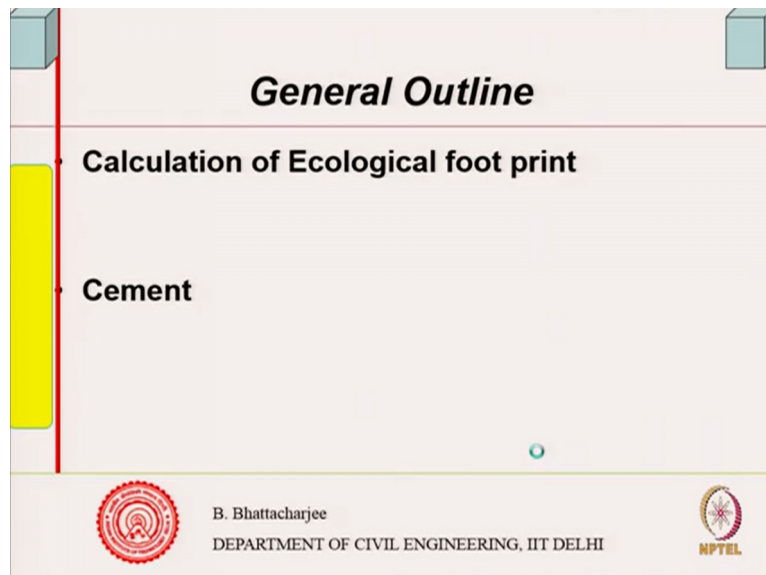 General Outline
• Calculation of Ecological foot print
• Cement
B. Bhattacharjee
DEPARTMENT OF CIVIL ENGINEERING, IIT DELHI
NPTEL